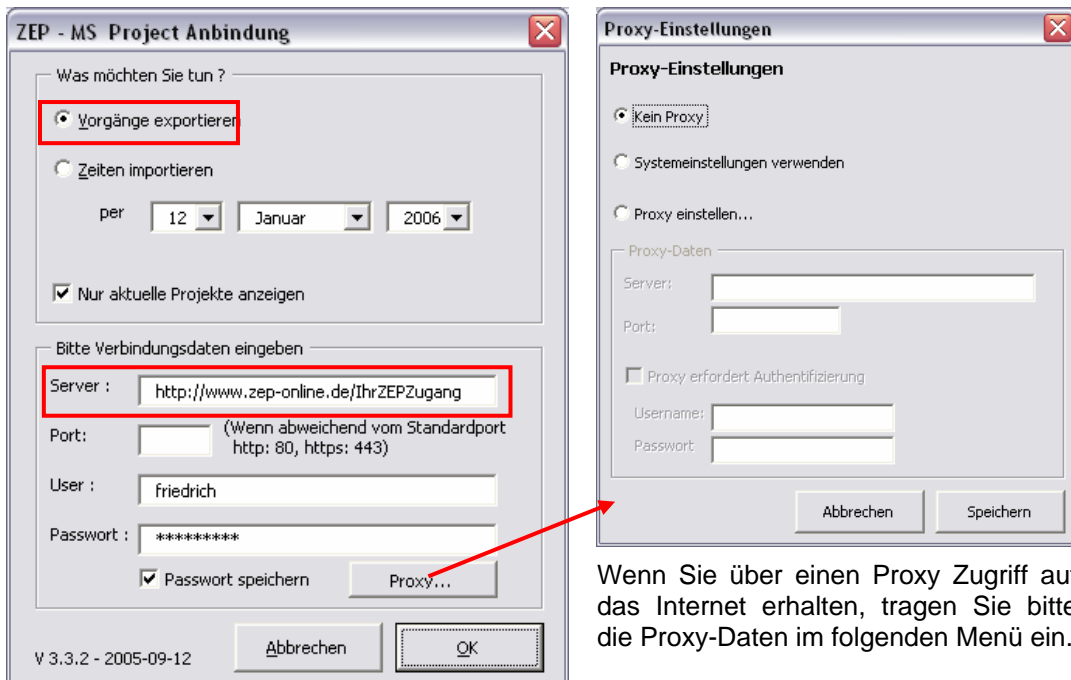 ZEP - MS Project Anbindung
Was möchten Sie tun ?
Vorgänge exportieren
Zeiten importieren
per 12 Januar 2006
Nur aktuelle Projekte anzeigen
Bitte Verbindungsdaten eingeben
Server : http://www.zep-online.de/IhrZEPZugang
Port: (Wenn abweichend vom Standardport
http: 80, https: 443)
User : friedrich
Passwort : *********
Passwort speichern Proxy...
V 3.3.2 - 2005-09-12 Abbrechen OK
Proxy-Einstellungen
Proxy-Einstellungen
Kein Proxy
Systemeinstellungen verwenden
Proxy einstellen...
Proxy-Daten
Server:
Port:
Proxy erfordert Authentifizierung
Username:
Passwort
Abbrechen Speichern
Wenn Sie über einen Proxy Zugriff auf
das Internet erhalten, tragen Sie bitte
die Proxy-Daten im folgenden Menü ein.